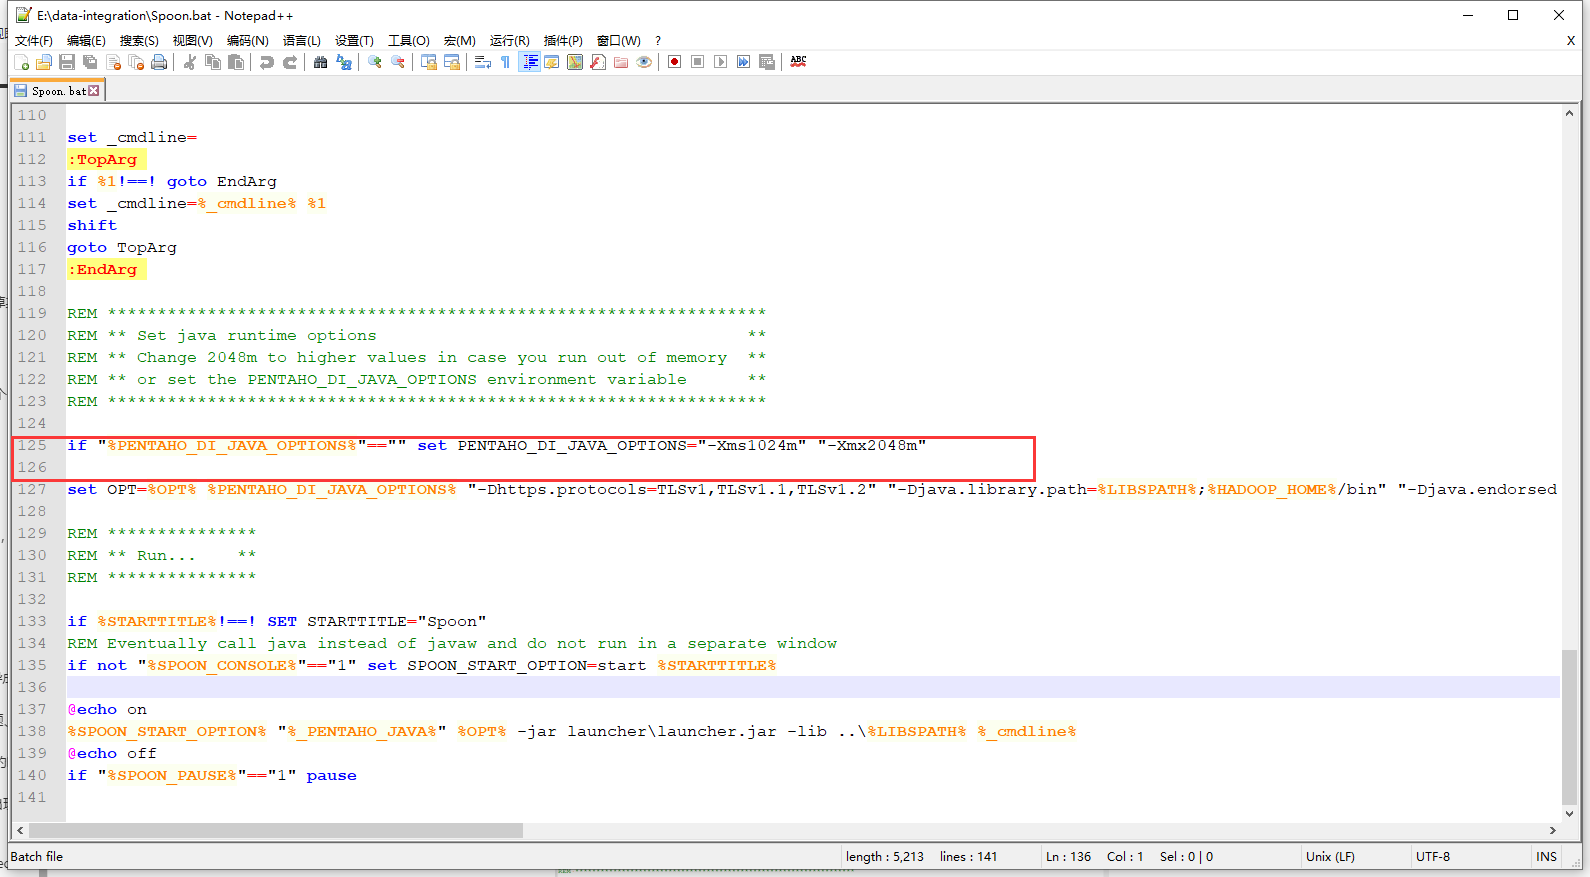 E:\data-integration\Spoon.bat - Notepad++
文件(F) 编辑(E) 搜索(S) 视图(V) 编码(N) 语言(L) 设置(T) 工具(O) 宏(M) 运行(R) 插件(P) 窗口(W) ? X
ABC
Spoon.bat
110
111 set _cmdline=
112 :TopArg
113 if %1!==! goto EndArg
114 set _cmdline=%_cmdline% %1
115 shift
116 goto TopArg
117 :EndArg
118
119 REM ******************************************************************
120 REM ** Set java runtime options                                     **
121 REM ** Change 2048m to higher values in case you run out of memory  **
122 REM ** or set the PENTAHO_DI_JAVA_OPTIONS environment variable      **
123 REM ******************************************************************
124
125 if "%PENTAHO_DI_JAVA_OPTIONS%"=="" set PENTAHO_DI_JAVA_OPTIONS="-Xms1024m" "-Xmx2048m"
126
127 set OPT=%OPT% %PENTAHO_DI_JAVA_OPTIONS% "-Dhttps.protocols=TLSv1,TLSv1.1,TLSv1.2" "-Djava.library.path=%LIBSPATH%;%HADOOP_HOME%/bin" "-Djava.endorsed
128
129 REM ***************
130 REM ** Run...    **
131 REM ***************
132
133 if %STARTTITLE%!==! SET STARTTITLE="Spoon"
134 REM Eventually call java instead of javaw and do not run in a separate window
135 if not "%SPOON_CONSOLE%"=="1" set SPOON_START_OPTION=start %STARTTITLE%
136
137 @echo on
138 %SPOON_START_OPTION% "%_PENTAHO_JAVA%" %OPT% -jar launcher\launcher.jar -lib ..\%LIBSPATH% %_cmdline%
139 @echo off
140 if "%SPOON_PAUSE%"=="1" pause
141
Batch file length : 5,213 lines : 141 Ln : 136 Col : 1 Sel : 0 | 0 Unix (LF) UTF-8 INS